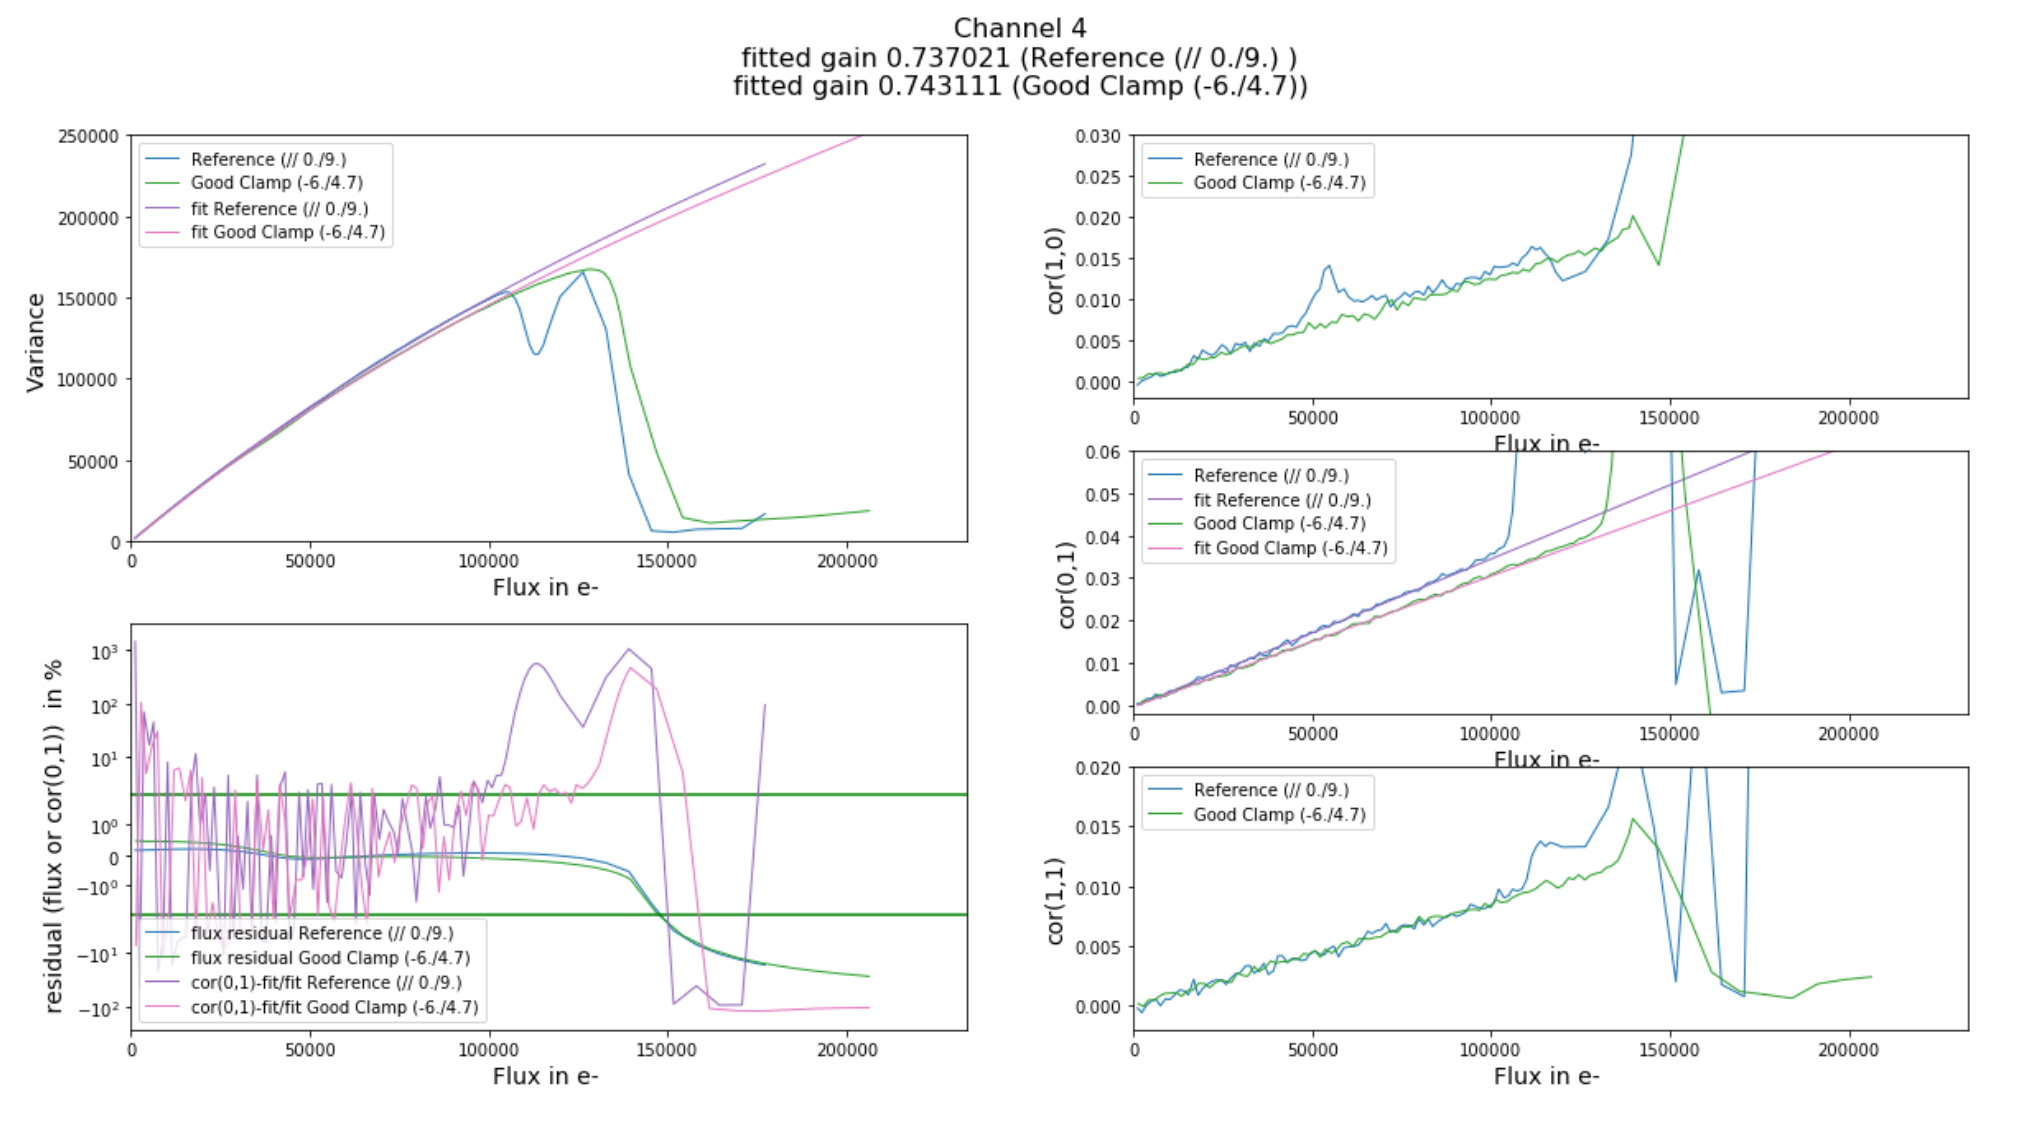 Channel 4
fitted gain 0.737021 (Reference (// 0./9.) )
fitted gain 0.743111 (Good Clamp (-6./4.7))
250000
200000
150000
100000
50000
0
Variance
Reference (// 0./9.)
Good Clamp (-6./4.7)
fit Reference (// 0./9.)
fit Good Clamp (-6./4.7)
0
50000
100000
150000
200000
Flux in e-
10³
10²
10¹
10⁰
0
−10⁰
−10¹
−10²
residual (flux or cor(0,1)) in %
flux residual Reference (// 0./9.)
flux residual Good Clamp (-6./4.7)
cor(0,1)-fit/fit Reference (// 0./9.)
cor(0,1)-fit/fit Good Clamp (-6./4.7)
0
50000
100000
150000
200000
Flux in e-
0.030
0.025
0.020
0.015
0.010
0.005
0.000
cor(1,0)
Reference (// 0./9.)
Good Clamp (-6./4.7)
0
50000
100000
150000
200000
Flux in e-
0.06
0.05
0.04
0.03
0.02
0.01
0.00
cor(0,1)
Reference (// 0./9.)
fit Reference (// 0./9.)
Good Clamp (-6./4.7)
fit Good Clamp (-6./4.7)
0
50000
100000
150000
200000
Flux in e-
0.020
0.015
0.010
0.005
0.000
cor(1,1)
Reference (// 0./9.)
Good Clamp (-6./4.7)
0
50000
100000
150000
200000
Flux in e-